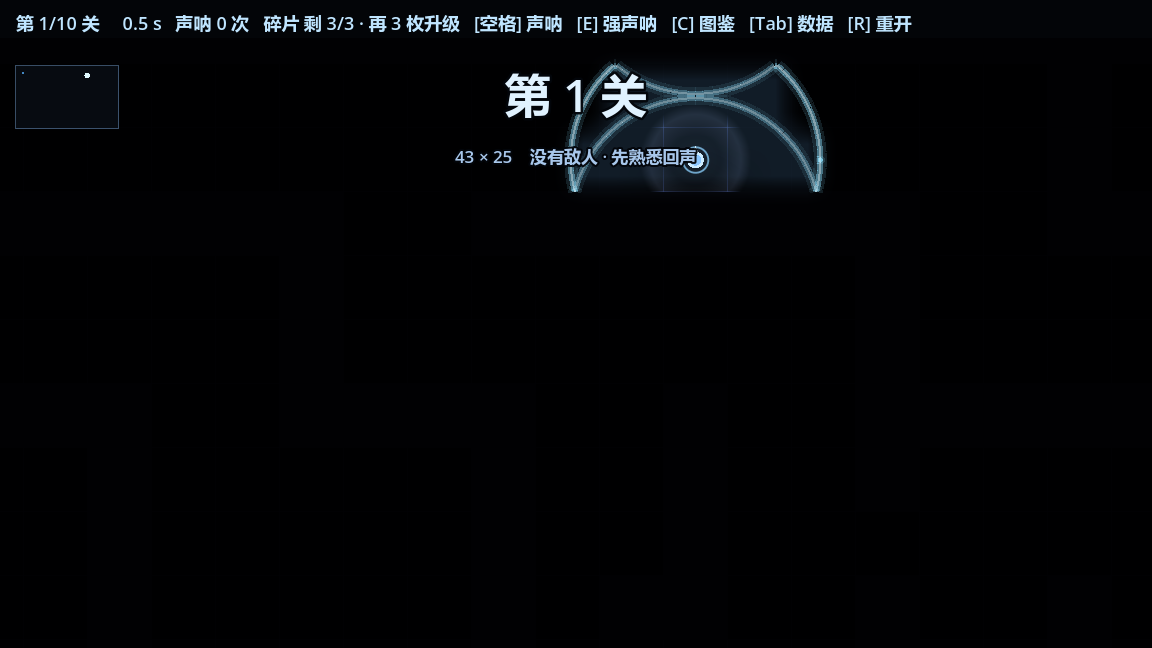 第 1/10 关 0.5 s 声呐 0 次 碎片 剩 3/3 · 再 3 枚升级 [空格] 声呐 [E] 强声呐 [C] 图鉴 [Tab] 数据 [R] 重开
第 1 关
43 × 25 没有敌人 · 先熟悉回声